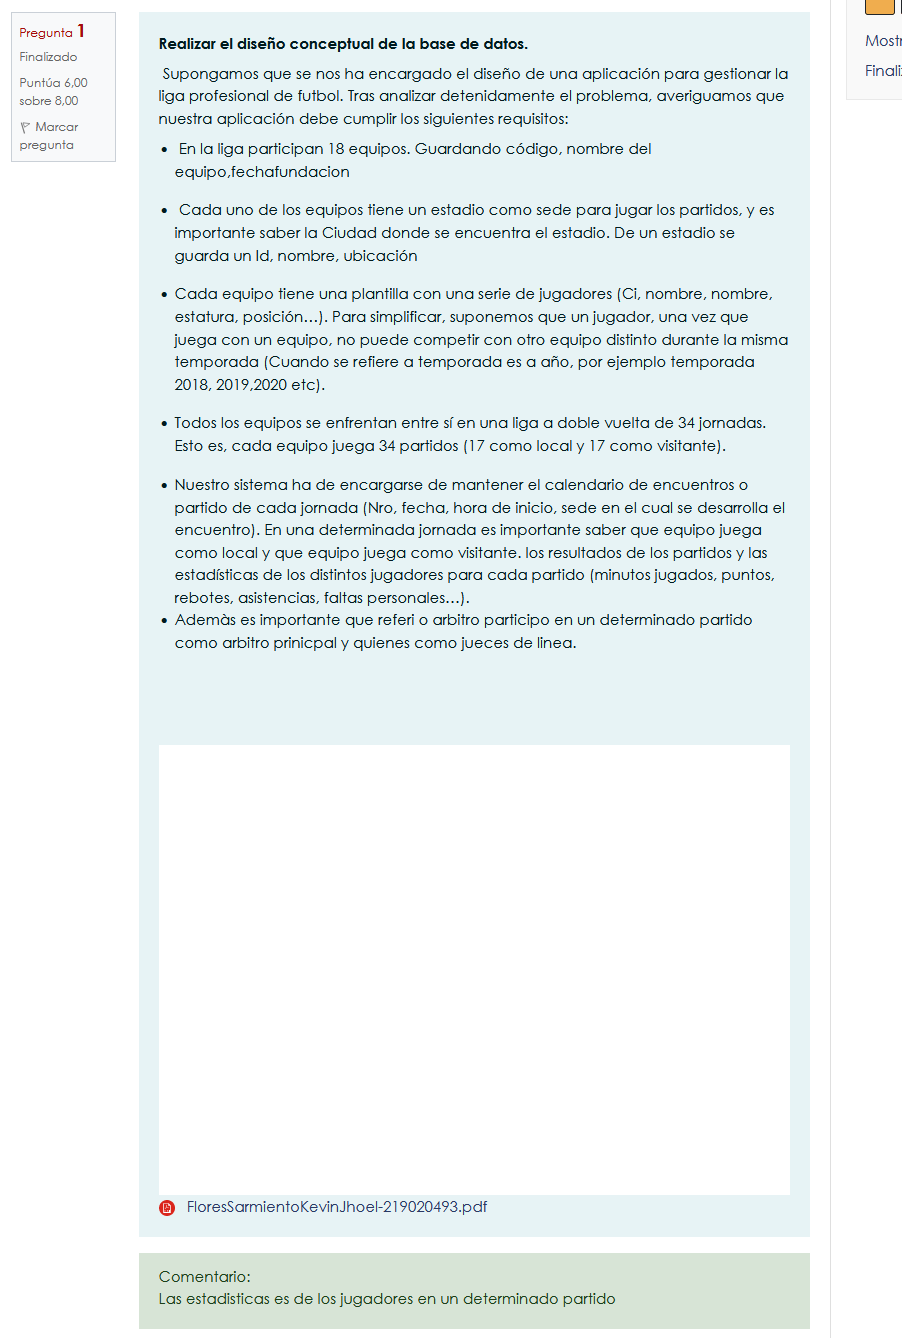 Pregunta 1
Finalizado
Puntúa 6,00
sobre 8,00
Marcar
pregunta
Realizar el diseño conceptual de la base de datos.
Supongamos que se nos ha encargado el diseño de una aplicación para gestionar la
liga profesional de futbol. Tras analizar detenidamente el problema, averiguamos que
nuestra aplicación debe cumplir los siguientes requisitos:
• En la liga participan 18 equipos. Guardando código, nombre del
equipo,fechafundacion
• Cada uno de los equipos tiene un estadio como sede para jugar los partidos, y es
importante saber la Ciudad donde se encuentra el estadio. De un estadio se
guarda un Id, nombre, ubicación
• Cada equipo tiene una plantilla con una serie de jugadores (Ci, nombre, nombre,
estatura, posición...). Para simplificar, suponemos que un jugador, una vez que
juega con un equipo, no puede competir con otro equipo distinto durante la misma
temporada (Cuando se refiere a temporada es a año, por ejemplo temporada
2018, 2019,2020 etc).
• Todos los equipos se enfrentan entre sí en una liga a doble vuelta de 34 jornadas.
Esto es, cada equipo juega 34 partidos (17 como local y 17 como visitante).
• Nuestro sistema ha de encargarse de mantener el calendario de encuentros o
partido de cada jornada (Nro, fecha, hora de inicio, sede en el cual se desarrolla el
encuentro). En una determinada jornada es importante saber que equipo juega
como local y que equipo juega como visitante. los resultados de los partidos y las
estadísticas de los distintos jugadores para cada partido (minutos jugados, puntos,
rebotes, asistencias, faltas personales...).
• Ademàs es importante que referi o arbitro participo en un determinado partido
como arbitro prinicpal y quienes como jueces de linea.
FloresSarmientoKevinJhoel-219020493.pdf
Comentario:
Las estadisticas es de los jugadores en un determinado partido
Most
Finali